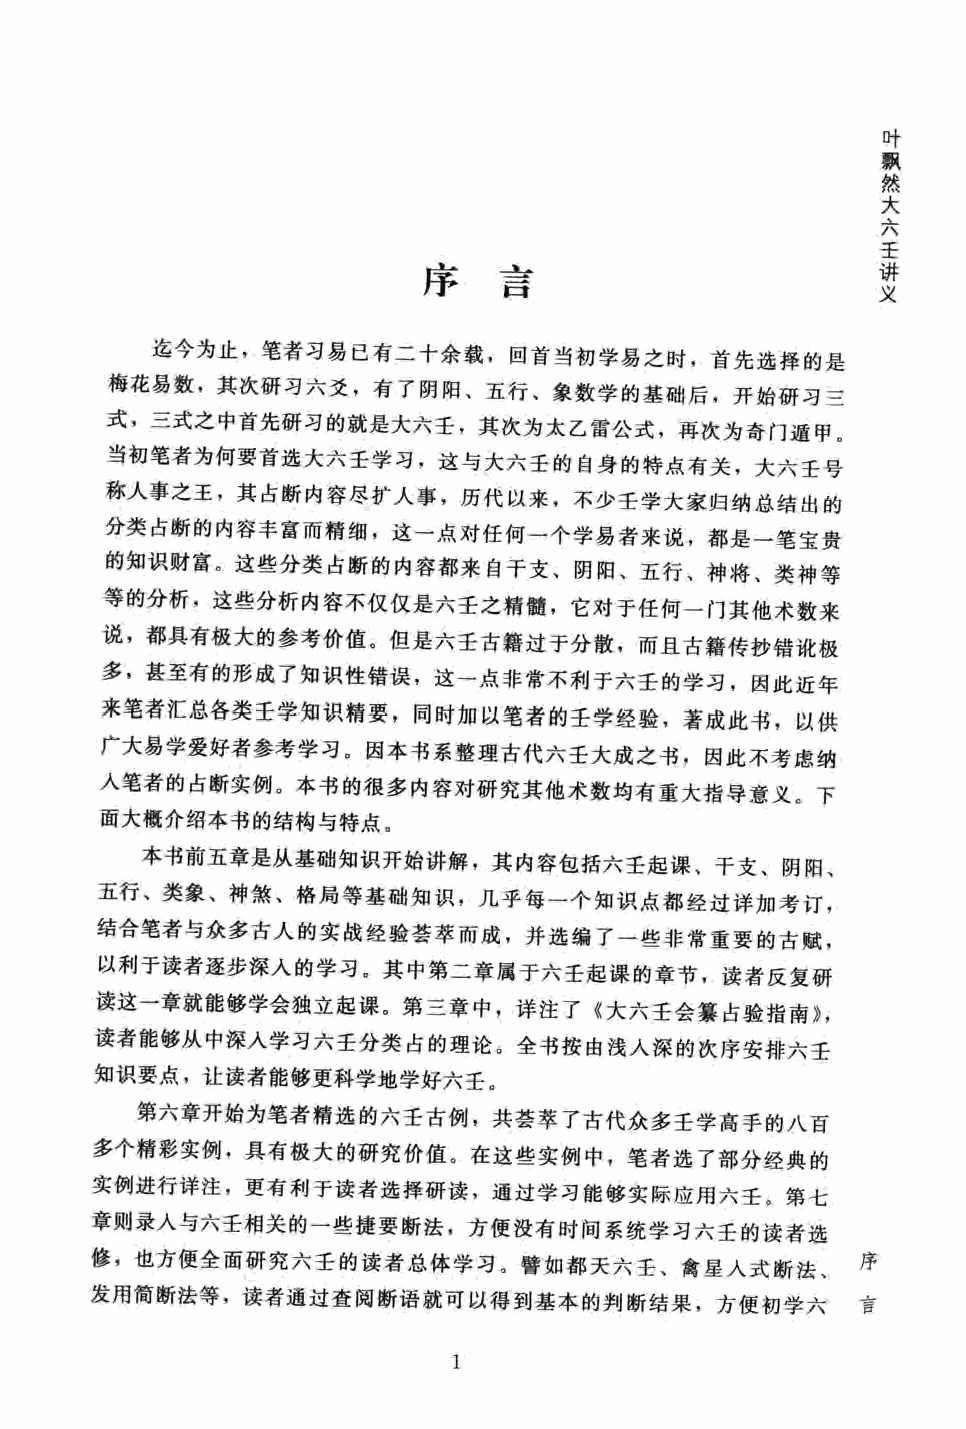 叶飘然大六壬讲义
序 言
迄今为止，笔者习易已有二十余载，回首当初学易之时，首先选择的是
梅花易数，其次研习六爻，有了阴阳、五行、象数学的基础后，开始研习三
式，三式之中首先研习的就是大六壬，其次为太乙雷公式，再次为奇门遁甲。
当初笔者为何要首选大六壬学习，这与大六壬的自身的特点有关，大六壬号
称人事之王，其占断内容尽扩人事，历代以来，不少壬学大家归纳总结出的
分类占断的内容丰富而精细，这一点对任何一个学易者来说，都是一笔宝贵
的知识财富。这些分类占断的内容都来自干支、阴阳、五行、神将、类神等
等的分析，这些分析内容不仅仅是六壬之精髓，它对于任何一门其他术数来
说，都具有极大的参考价值。但是六壬古籍过于分散，而且古籍传抄错讹极
多，甚至有的形成了知识性错误，这一点非常不利于六壬的学习，因此近年
来笔者汇总各类壬学知识精要，同时加以笔者的壬学经验，著成此书，以供
广大易学爱好者参考学习。因本书系整理古代六壬大成之书，因此不考虑纳
入笔者的占断实例。本书的很多内容对研究其他术数均有重大指导意义。下
面大概介绍本书的结构与特点。
本书前五章是从基础知识开始讲解，其内容包括六壬起课、干支、阴阳、
五行、类象、神煞、格局等基础知识，几乎每一个知识点都经过详加考订，
结合笔者与众多古人的实战经验荟萃而成，并选编了一些非常重要的古赋，
以利于读者逐步深入的学习。其中第二章属于六壬起课的章节，读者反复研
读这一章就能够学会独立起课。第三章中，详注了《大六壬会纂占验指南》，
读者能够从中深入学习六壬分类占的理论。全书按由浅入深的次序安排六壬
知识要点，让读者能够更科学地学好六壬。
第六章开始为笔者精选的六壬古例，共荟萃了古代众多壬学高手的八百
多个精彩实例，具有极大的研究价值。在这些实例中，笔者选了部分经典的
实例进行详注，更有利于读者选择研读，通过学习能够实际应用六壬。第七
章则录入与六壬相关的一些捷要断法，方便没有时间系统学习六壬的读者选
修，也方便全面研究六壬的读者总体学习。譬如都天六壬、禽星入式断法、
发用简断法等，读者通过查阅断语就可以得到基本的判断结果，方便初学六
序言
1